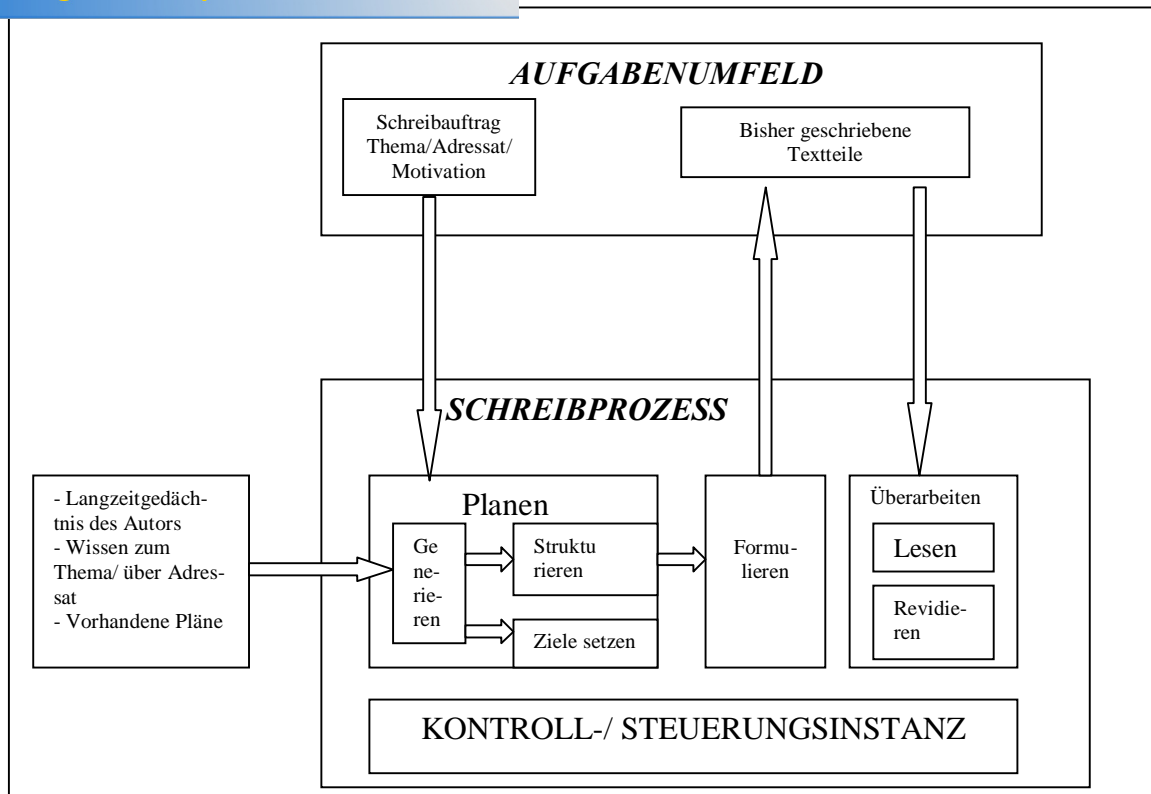 AUFGABENUMFELD
Schreibauftrag
Thema/Adressat/
Motivation
Bisher geschriebene
Textteile
SCHREIBPROZESS
- Langzeitgedäch-
tnis des Autors
- Wissen zum
Thema/ über Adres-
sat
- Vorhandene Pläne
Planen
Ge
ne-
rie-
ren
Struktu
rieren
Ziele setzen
Formu-
lieren
Überarbeiten
Lesen
Revidie-
ren
KONTROLL-/ STEUERUNGSINSTANZ